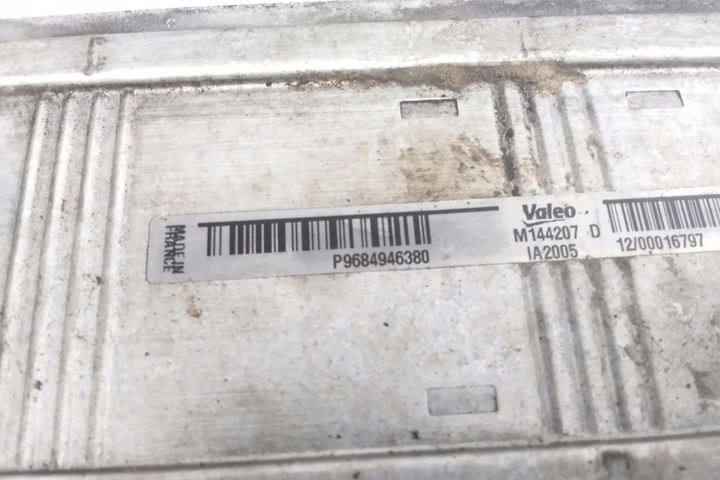 MADE IN
FRANCE
P9684946380
Valeo
M144207 D
IA2005
12/00016797